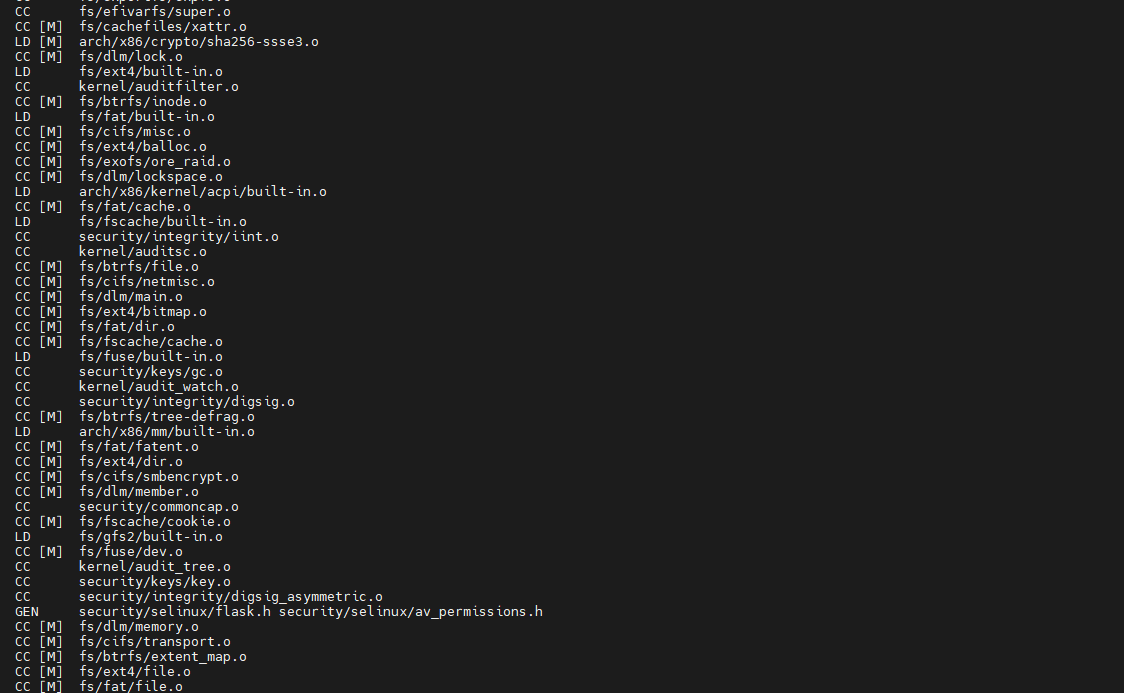 CC      fs/efivarfs/super.o
CC [M]  fs/cachefiles/xattr.o
LD [M]  arch/x86/crypto/sha256-ssse3.o
CC [M]  fs/dlm/lock.o
LD      fs/ext4/built-in.o
CC      kernel/auditfilter.o
CC [M]  fs/btrfs/inode.o
LD      fs/fat/built-in.o
CC [M]  fs/cifs/misc.o
CC [M]  fs/ext4/balloc.o
CC [M]  fs/exofs/ore_raid.o
CC [M]  fs/dlm/lockspace.o
LD      arch/x86/kernel/acpi/built-in.o
CC [M]  fs/fat/cache.o
LD      fs/fscache/built-in.o
CC      security/integrity/iint.o
CC      kernel/auditsc.o
CC [M]  fs/btrfs/file.o
CC [M]  fs/cifs/netmisc.o
CC [M]  fs/dlm/main.o
CC [M]  fs/ext4/bitmap.o
CC [M]  fs/fat/dir.o
CC [M]  fs/fscache/cache.o
LD      fs/fuse/built-in.o
CC      security/keys/gc.o
CC      kernel/audit_watch.o
CC      security/integrity/digsig.o
CC [M]  fs/btrfs/tree-defrag.o
LD      arch/x86/mm/built-in.o
CC [M]  fs/fat/fatent.o
CC [M]  fs/ext4/dir.o
CC [M]  fs/cifs/smbencrypt.o
CC [M]  fs/dlm/member.o
CC      security/commoncap.o
CC [M]  fs/fscache/cookie.o
LD      fs/gfs2/built-in.o
CC [M]  fs/fuse/dev.o
CC      kernel/audit_tree.o
CC      security/keys/key.o
CC      security/integrity/digsig_asymmetric.o
GEN     security/selinux/flask.h security/selinux/av_permissions.h
CC [M]  fs/dlm/memory.o
CC [M]  fs/cifs/transport.o
CC [M]  fs/btrfs/extent_map.o
CC [M]  fs/ext4/file.o
CC [M]  fs/fat/file.o